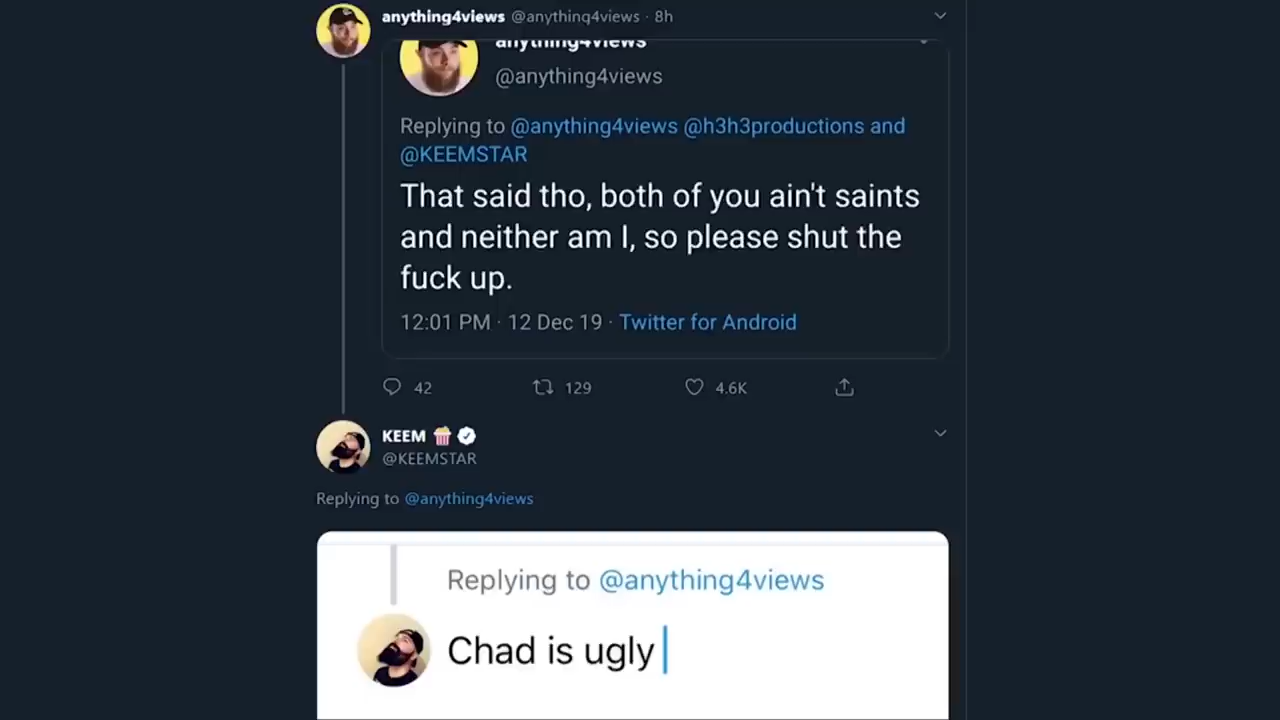 anything4views @anything4views · 8h
anything4views
@anything4views
Replying to @anything4views @h3h3productions and
@KEEMSTAR
That said tho, both of you ain't saints
and neither am I, so please shut the
fuck up.
12:01 PM · 12 Dec 19 · Twitter for Android
42 129 4.6K
KEEM 🍿
@KEEMSTAR
Replying to @anything4views
Replying to @anything4views
Chad is ugly